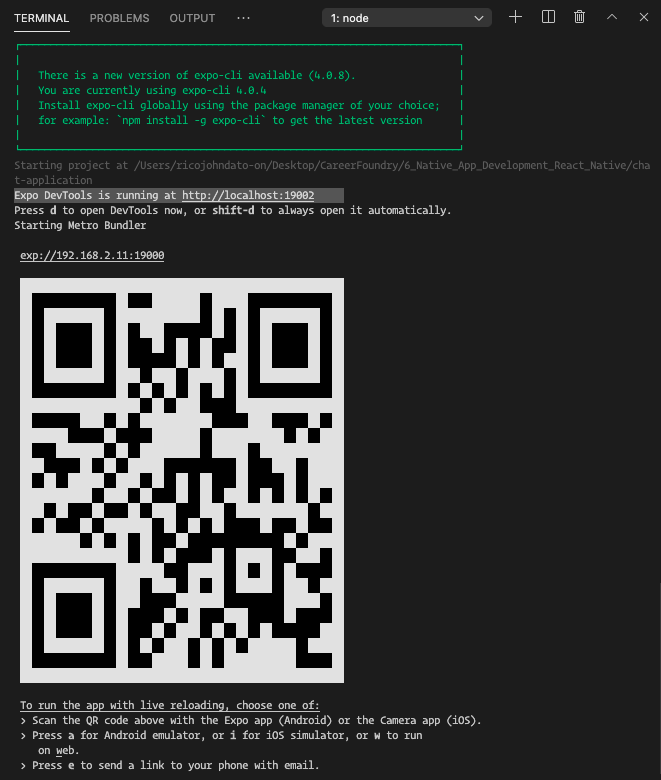 TERMINAL PROBLEMS OUTPUT ··· 1: node
There is a new version of expo-cli available (4.0.8).
You are currently using expo-cli 4.0.4
Install expo-cli globally using the package manager of your choice;
for example: `npm install -g expo-cli` to get the latest version
Starting project at /Users/ricojohndato-on/Desktop/CareerFoundry/6_Native_App_Development_React_Native/cha
t-application
Expo DevTools is running at http://localhost:19002
Press d to open DevTools now, or shift-d to always open it automatically.
Starting Metro Bundler
exp://192.168.2.11:19000
To run the app with live reloading, choose one of:
› Scan the QR code above with the Expo app (Android) or the Camera app (iOS).
› Press a for Android emulator, or i for iOS simulator, or w to run
on web.
› Press e to send a link to your phone with email.